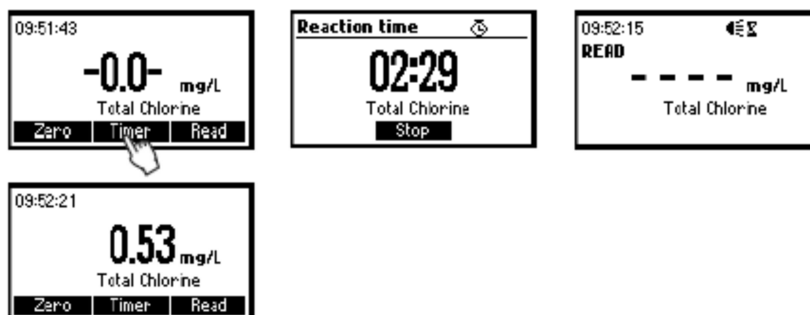 09:51:43
-0.0- mg/L
Total Chlorine
Zero Timer Read
Reaction time
02:29
Total Chlorine
Stop
09:52:15
READ
- - - - mg/L
Total Chlorine
09:52:21
0.53 mg/L
Total Chlorine
Zero Timer Read